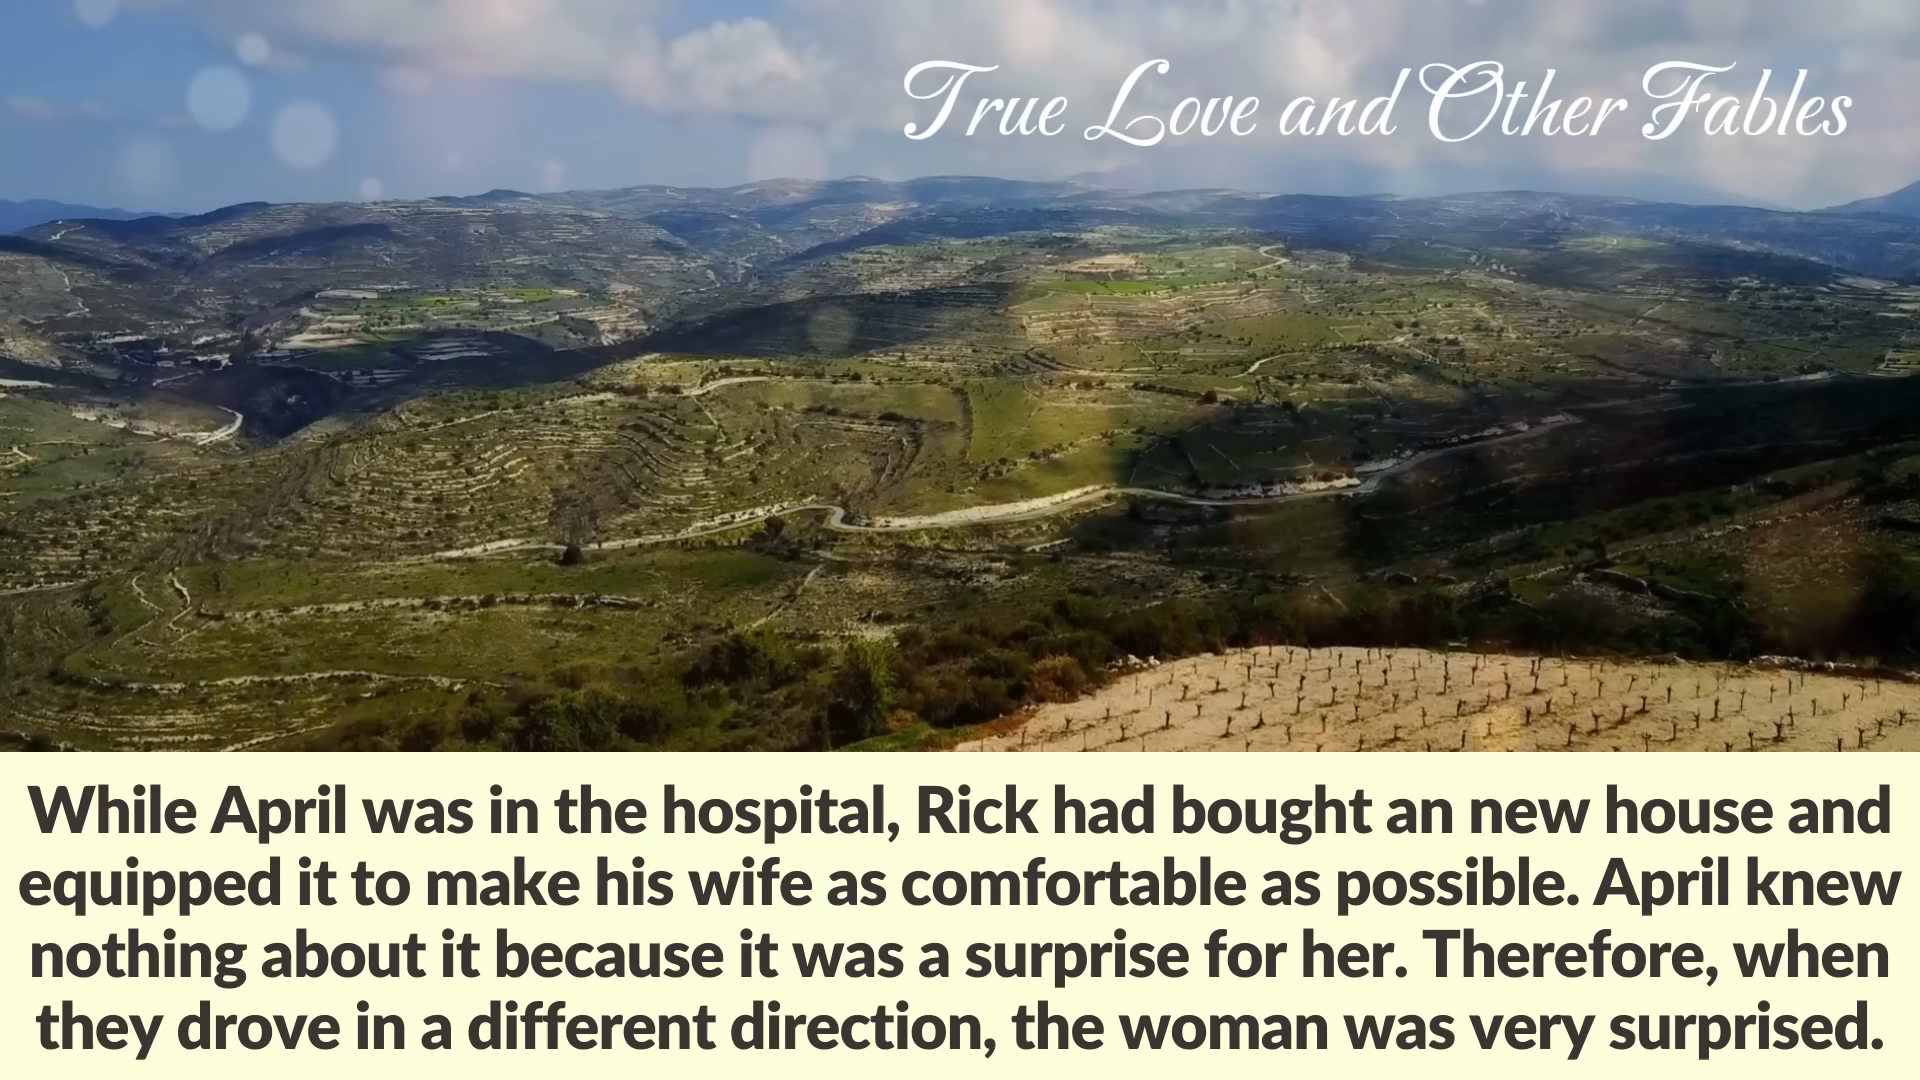 True Love and Other Fables
While April was in the hospital, Rick had bought an new house and
equipped it to make his wife as comfortable as possible. April knew
nothing about it because it was a surprise for her. Therefore, when
they drove in a different direction, the woman was very surprised.